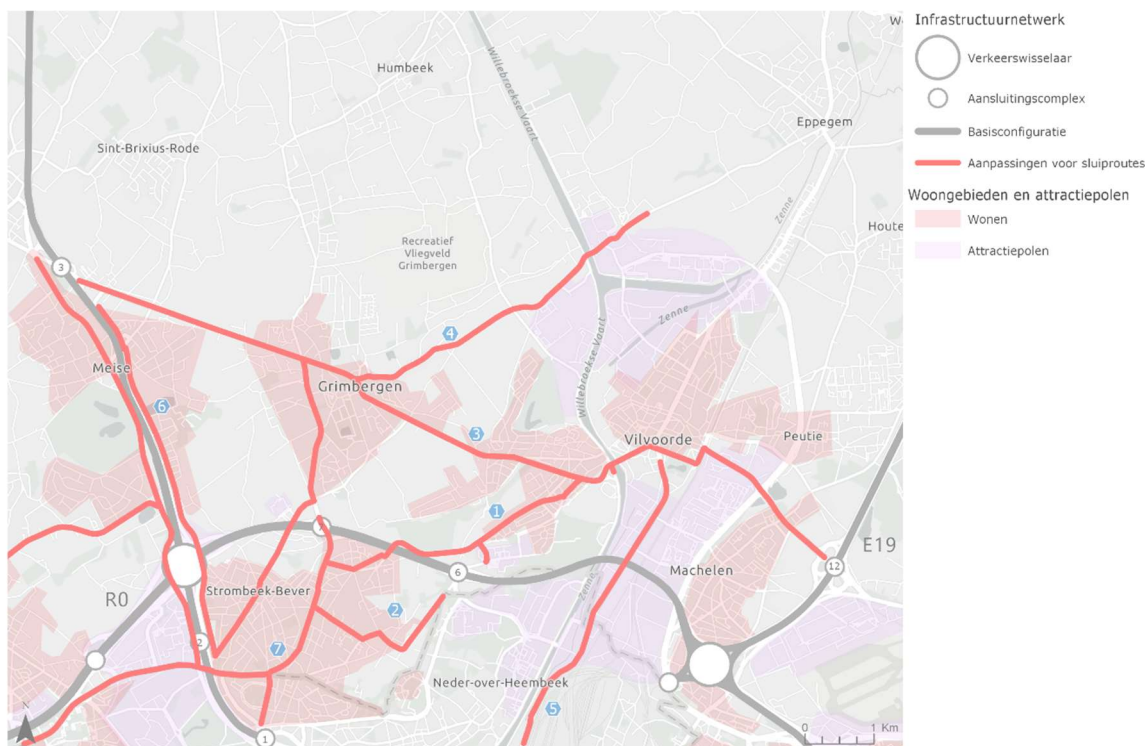 Infrastructuurnetwerk
Verkeerswisselaar
Aansluitingscomplex
Basisconfiguratie
Aanpassingen voor sluiproutes
Woongebieden en attractiepolen
Wonen
Attractiepolen
Humbeek
Willebroekse Vaart
Eppegem
Sint-Brixius-Rode
Zenne
Houte
Recreatief
Vliegveld
Grimbergen
3
Zenne
4
Willebroekse Vaart
Meise
Grimbergen
6
3
Vilvoorde
Peutie
1
7
E19
6
12
Machelen
Zenne
R0
Strombeek-Bever
2
2
7
Neder-over-Heembeek
5
N
1
0 1 Km